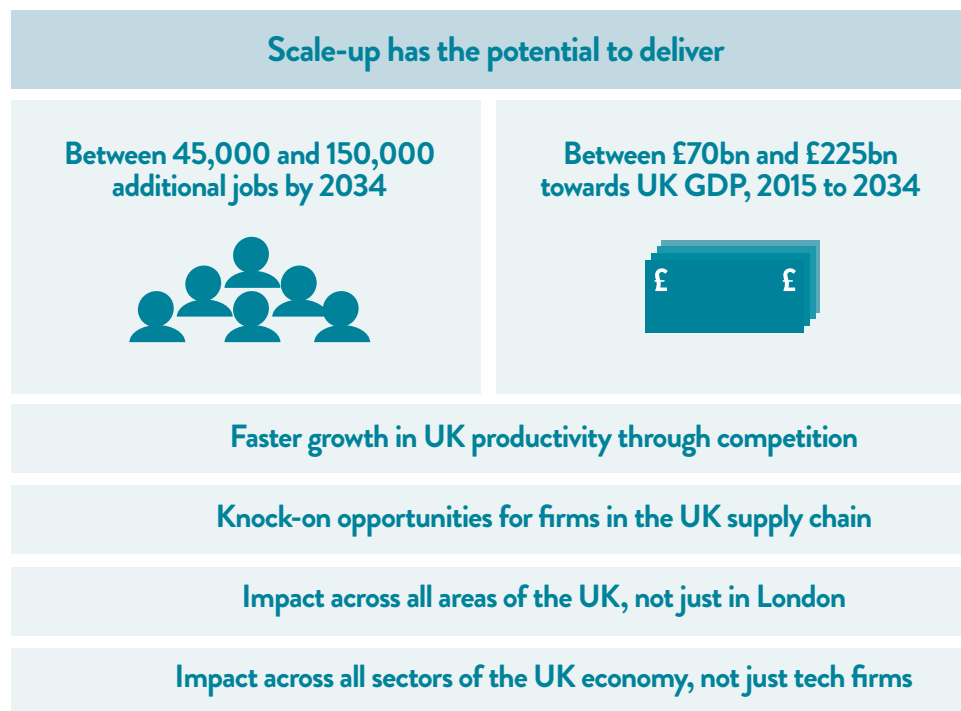 Scale-up has the potential to deliver
Between 45,000 and 150,000
additional jobs by 2034
Between £70bn and £225bn
towards UK GDP, 2015 to 2034
£ £
Faster growth in UK productivity through competition
Knock-on opportunities for firms in the UK supply chain
Impact across all areas of the UK, not just in London
Impact across all sectors of the UK economy, not just tech firms